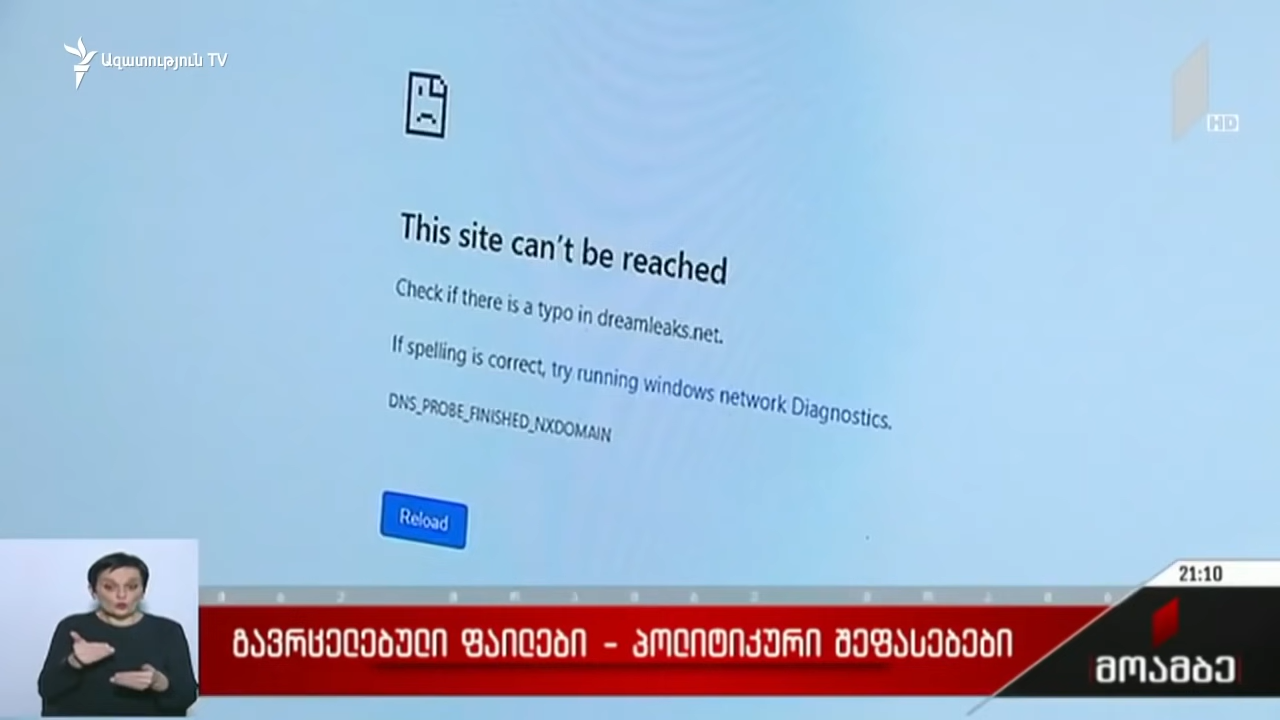 Ազատություն TV
HD
This site can't be reached
Check if there is a typo in dreamleaks.net.
If spelling is correct, try running windows network Diagnostics.
DNS_PROBE_FINISHED_NXDOMAIN
Reload
21:10
გავრცელებული ფაილები – პოლიტიკური შეფასებები
მოამბე